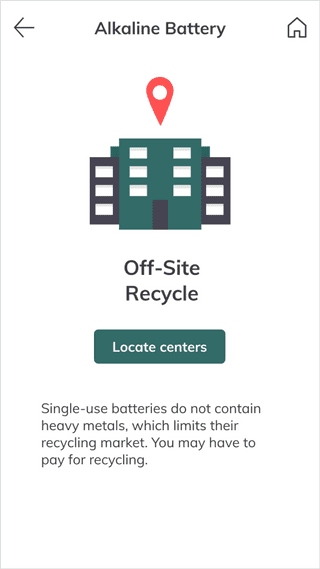 Alkaline Battery
Off-Site
Recycle
Locate centers
Single-use batteries do not contain
heavy metals, which limits their
recycling market. You may have to
pay for recycling.